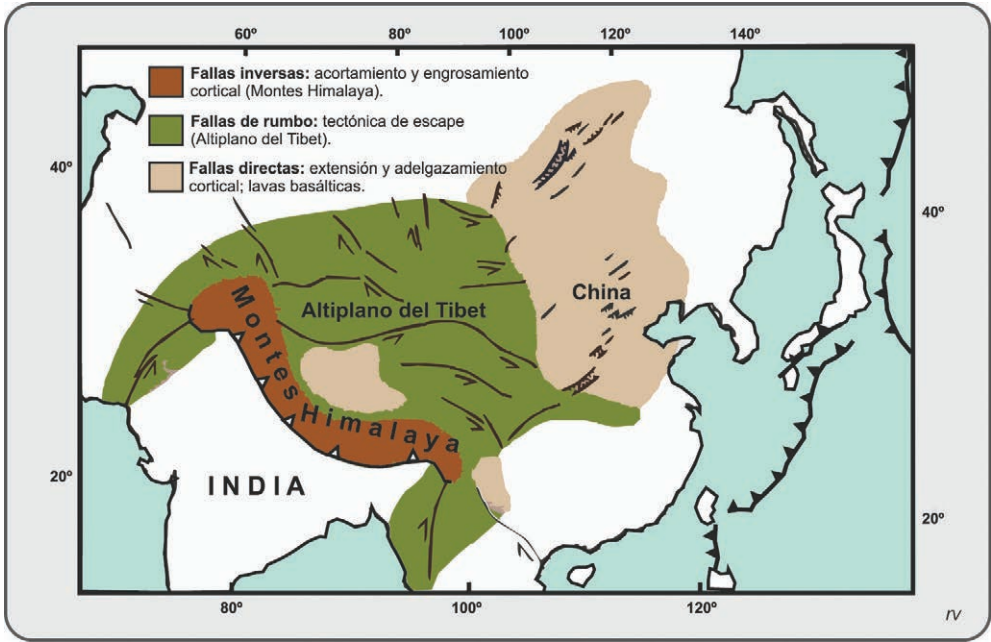 60º 80º 100º 120º 140º
Fallas inversas: acortamiento y engrosamiento
cortical (Montes Himalaya).
Fallas de rumbo: tectónica de escape
(Altiplano del Tibet).
Fallas directas: extensión y adelgazamiento
cortical; lavas basálticas.
40º
40º
China
Altiplano del Tibet
Montes Himalaya
INDIA
20º
20º
80º 100º 120º
rv